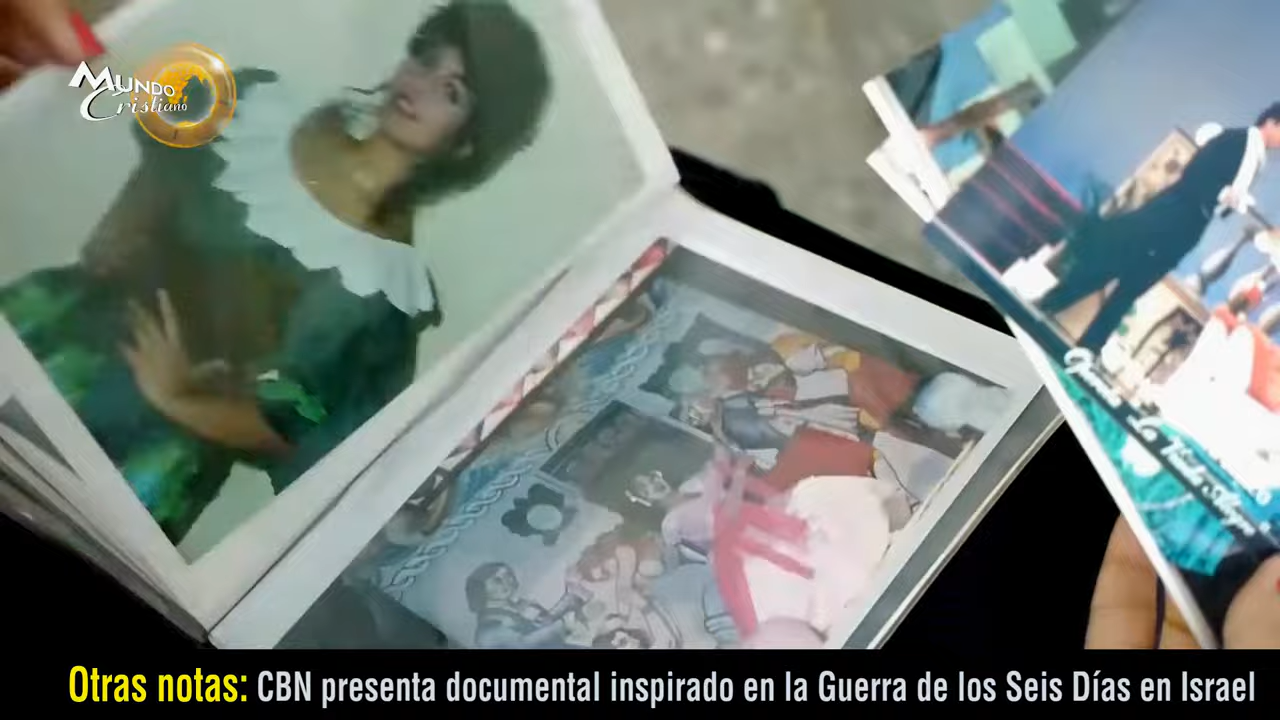 Mundo
Cristiano
Otras notas: CBN presenta documental inspirado en la Guerra de los Seis Días en Israel